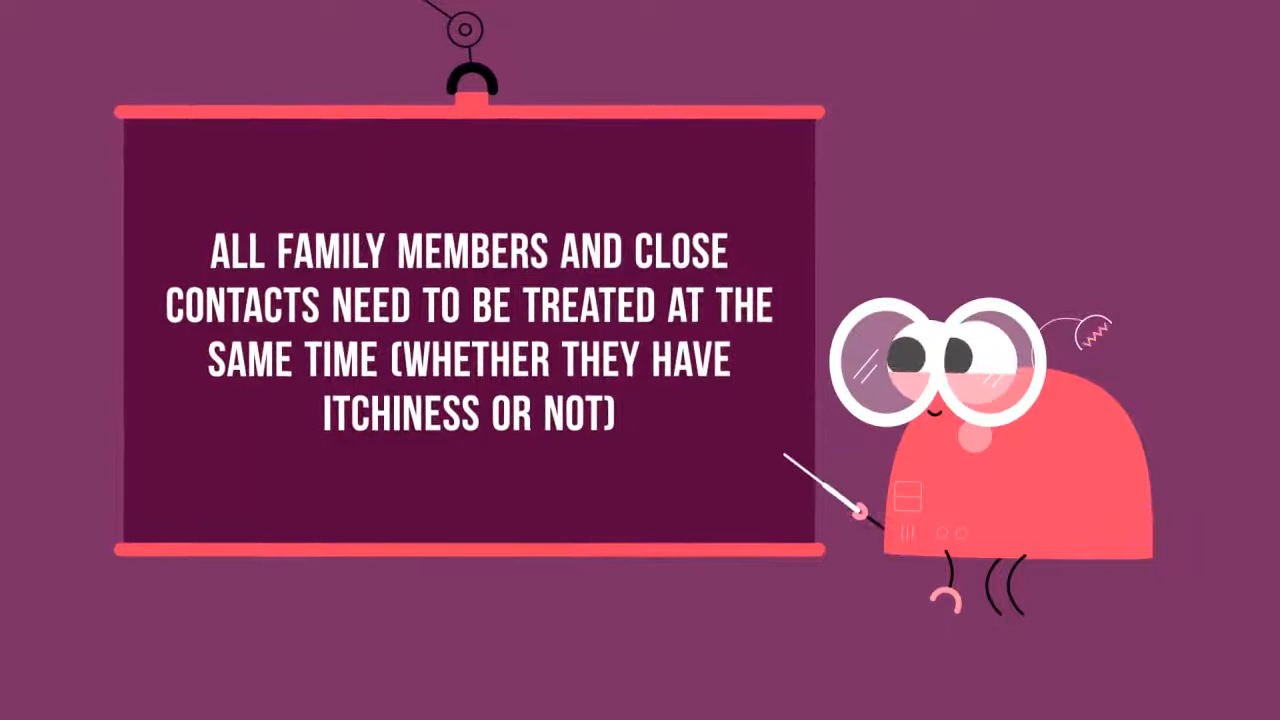 ALL FAMILY MEMBERS AND CLOSE
CONTACTS NEED TO BE TREATED AT THE
SAME TIME (WHETHER THEY HAVE
ITCHINESS OR NOT)